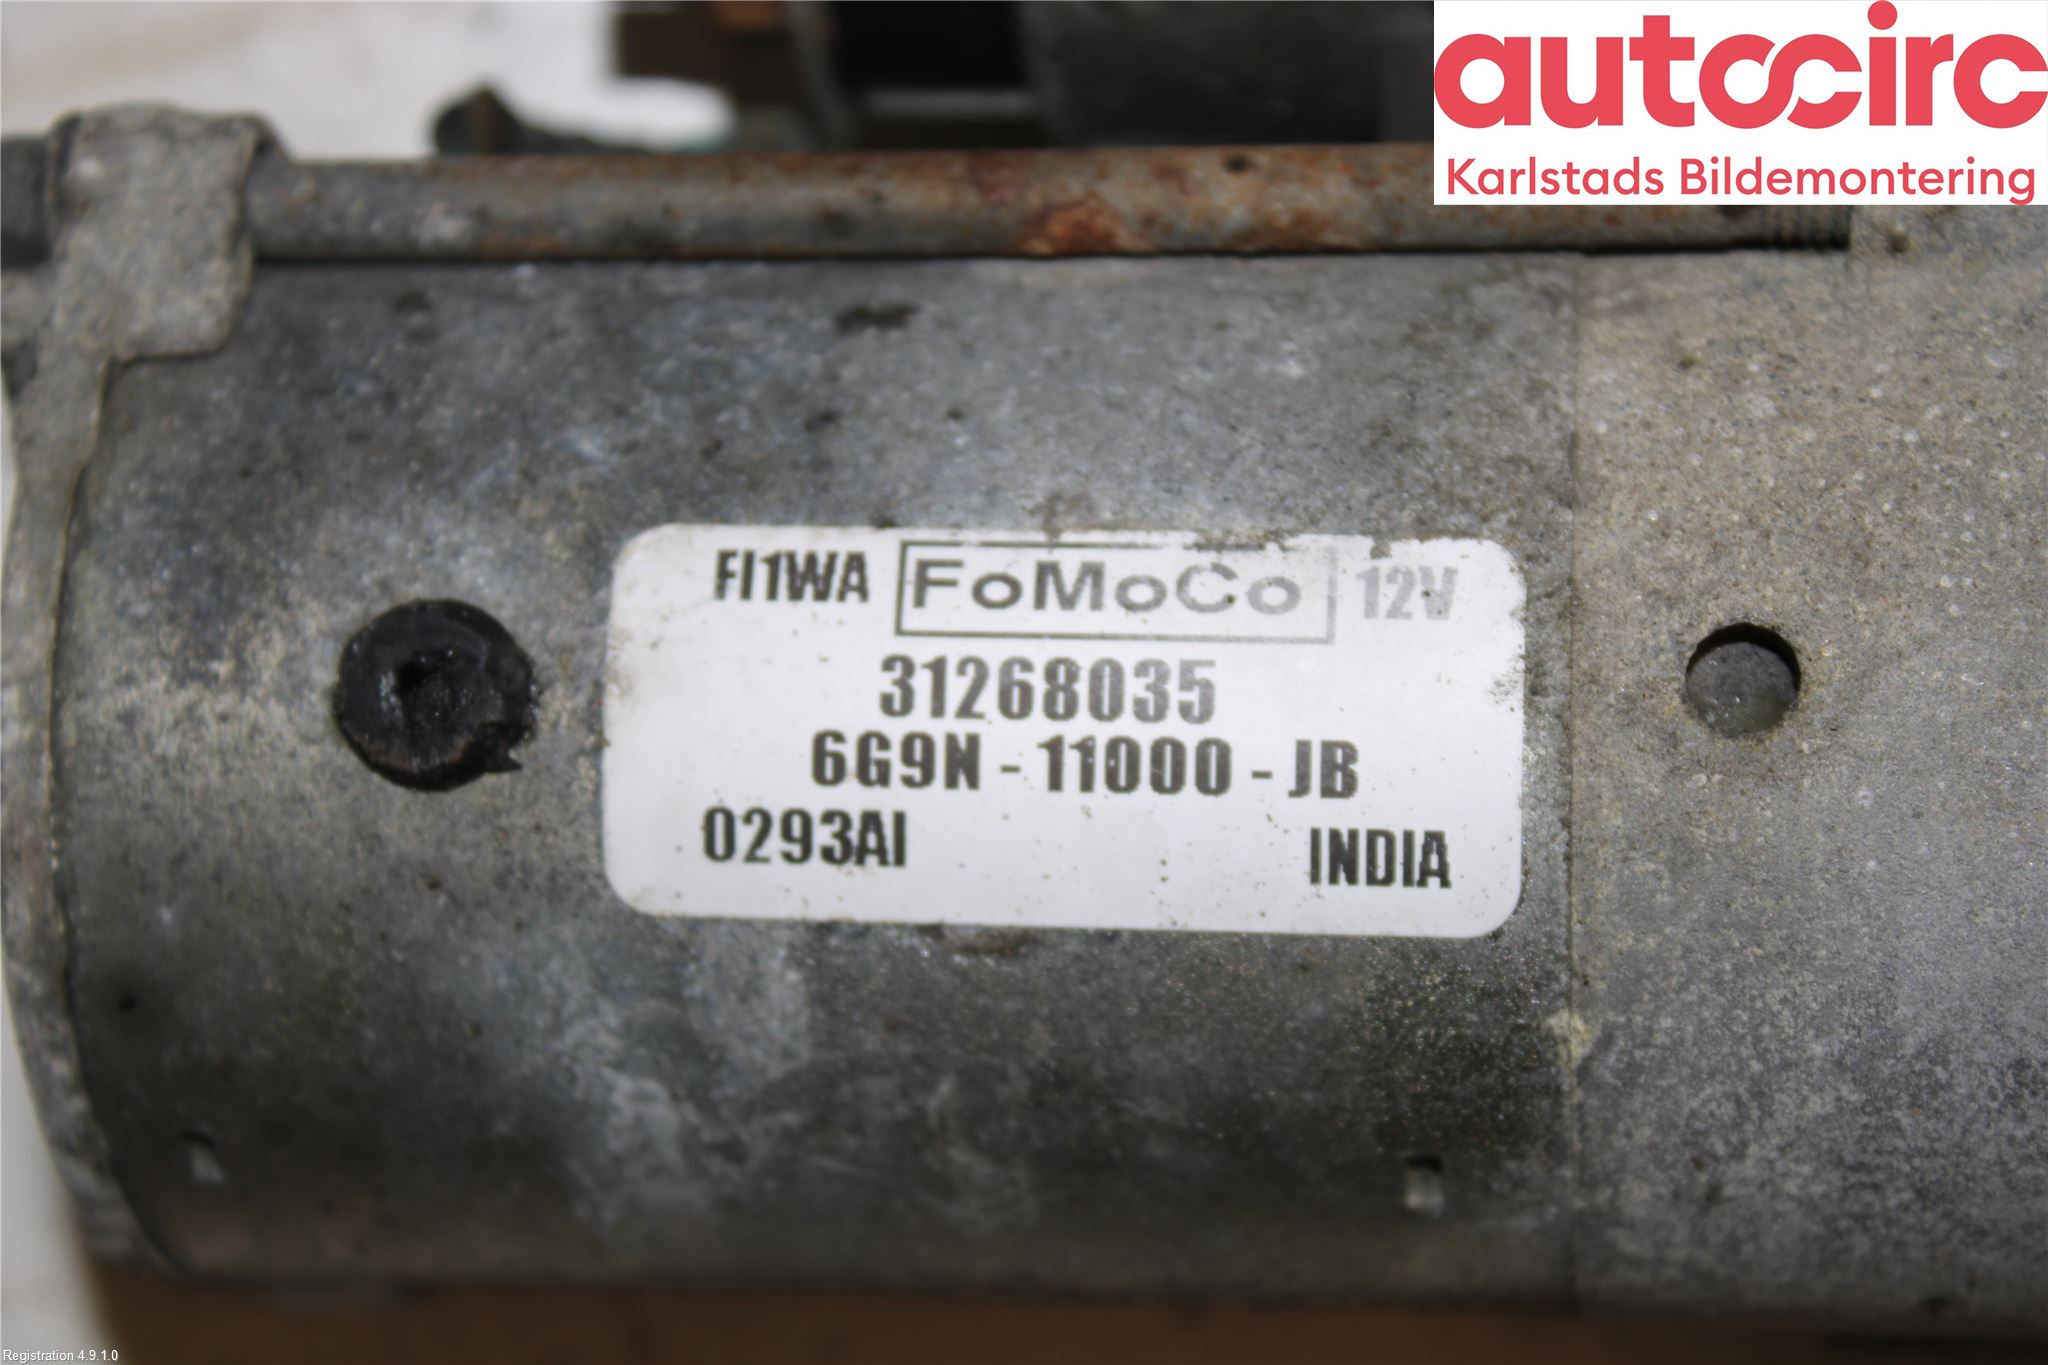 autocirc
Karlstads Bildemontering
FI1WA FoMoCo 12V
31268035
6G9N - 11000 - JB
0293AI INDIA
Registration 4.9.1.0